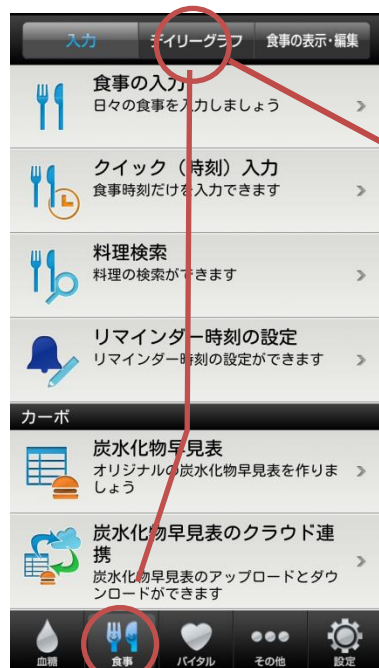 入力 デイリーグラフ 食事の表示・編集
食事の入力
日々の食事を入力しましょう
クイック（時刻）入力
食事時刻だけを入力できます
料理検索
料理の検索ができます
リマインダー時刻の設定
リマインダー時刻の設定ができます
カーボ
炭水化物早見表
オリジナルの炭水化物早見表を作りま
しょう
炭水化物早見表のクラウド連
携
炭水化物早見表のアップロードとダウ
ンロードができます
血糖 食事 バイタル その他 設定